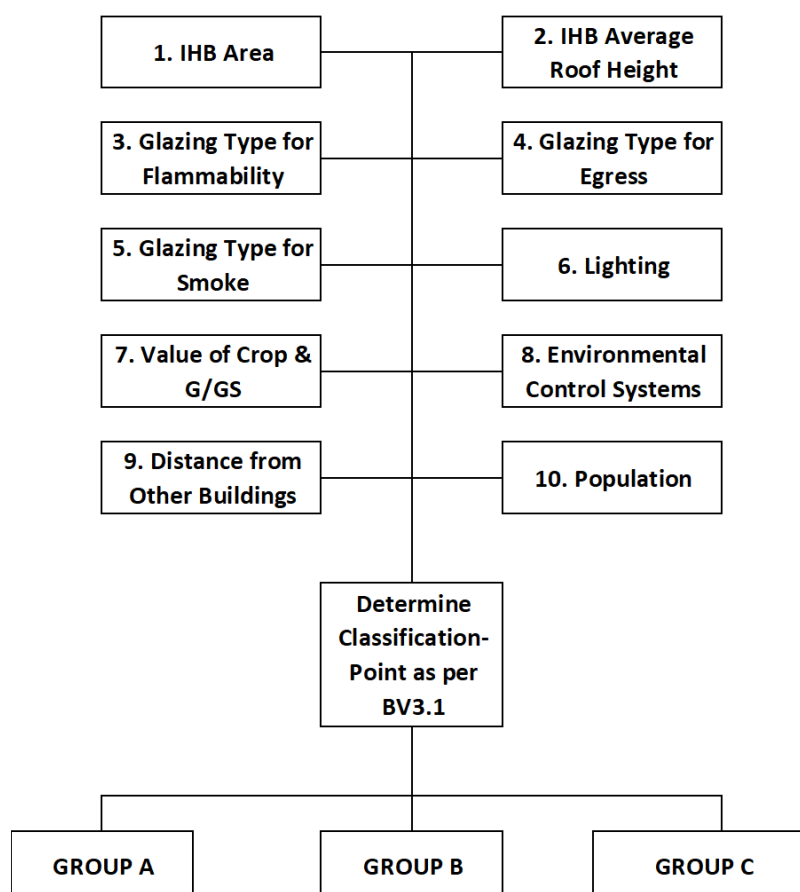 1. IHB Area
2. IHB Average
Roof Height
3. Glazing Type for
Flammability
4. Glazing Type for
Egress
5. Glazing Type for
Smoke
6. Lighting
7. Value of Crop &
G/GS
8. Environmental
Control Systems
9. Distance from
Other Buildings
10. Population
Determine
Classification-
Point as per
BV3.1
GROUP A
GROUP B
GROUP C